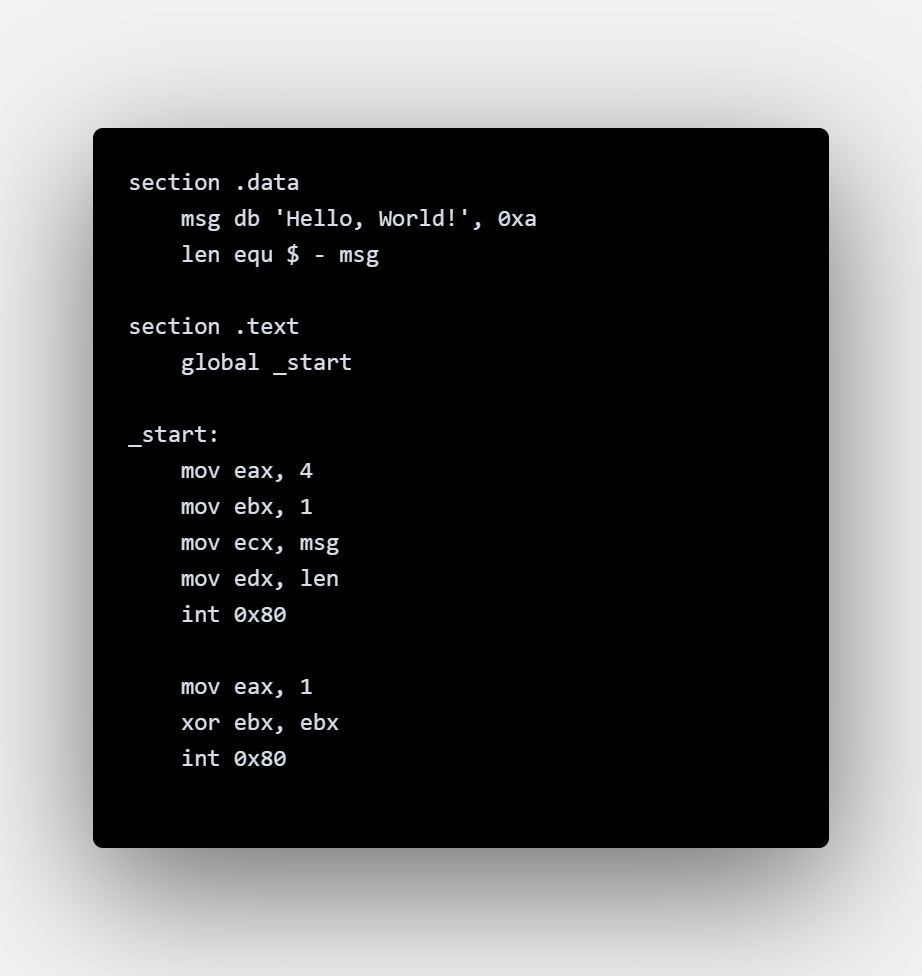 section .data
    msg db 'Hello, World!', 0xa
    len equ $ - msg

section .text
    global _start

_start:
    mov eax, 4
    mov ebx, 1
    mov ecx, msg
    mov edx, len
    int 0x80

    mov eax, 1
    xor ebx, ebx
    int 0x80